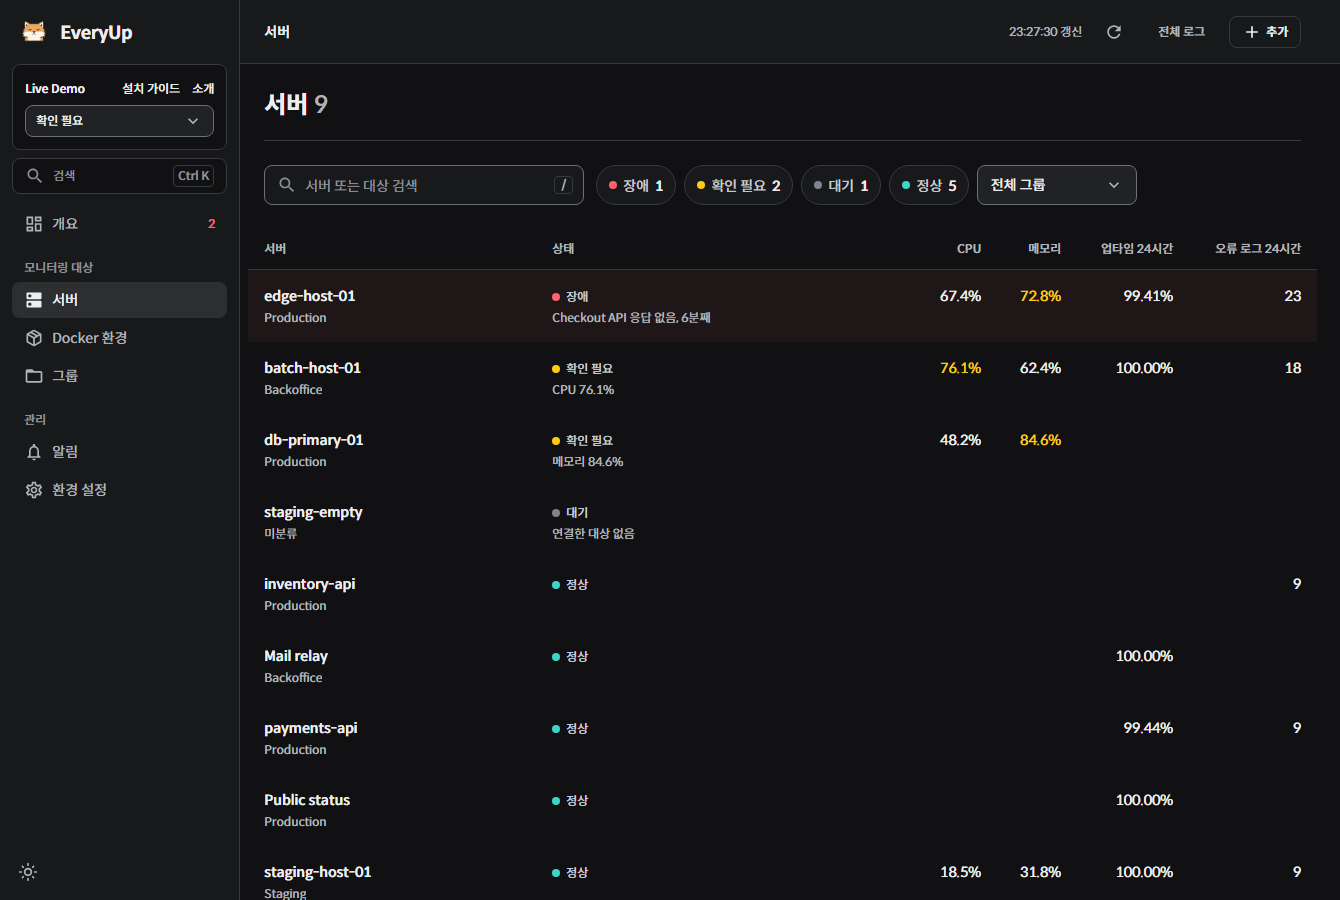 EveryUp
Live Demo 설치 가이드 소개
확인 필요
검색 Ctrl K
개요 2
모니터링 대상
서버
Docker 환경
그룹
관리
알림
환경 설정
서버 23:27:30 갱신 전체 로그 추가
서버 9
서버 또는 대상 검색 / 장애 1 확인 필요 2 대기 1 정상 5 전체 그룹
서버 상태 CPU 메모리 업타임 24시간 오류 로그 24시간
edge-host-01 장애 67.4% 72.8% 99.41% 23
Production Checkout API 응답 없음, 6분째
batch-host-01 확인 필요 76.1% 62.4% 100.00% 18
Backoffice CPU 76.1%
db-primary-01 확인 필요 48.2% 84.6%
Production 메모리 84.6%
staging-empty 대기
미분류 연결한 대상 없음
inventory-api 정상 9
Production
Mail relay 정상 100.00%
Backoffice
payments-api 정상 99.44% 9
Production
Public status 정상 100.00%
Production
staging-host-01 정상 18.5% 31.8% 100.00% 9
Staging